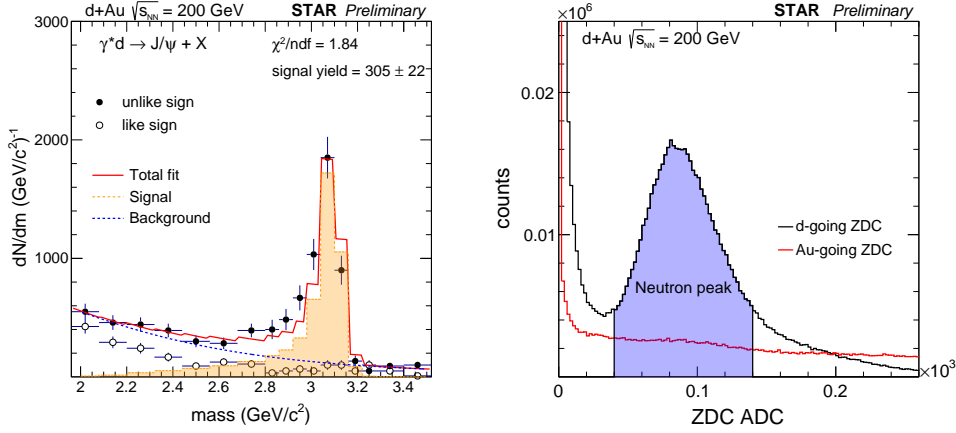 d+Au √s_NN = 200 GeV STAR Preliminary
γ*d → J/ψ + X
χ²/ndf = 1.84
signal yield = 305 ± 22
unlike sign
like sign
Total fit
Signal
Background
3000
2000
1000
2 2.2 2.4 2.6 2.8 3 3.2 3.4
dN/dm (GeV/c²)⁻¹
mass (GeV/c²)
STAR Preliminary
×10⁶
d+Au √s_NN = 200 GeV
0.02
0.01
d-going ZDC
Au-going ZDC
Neutron peak
0
0 0.1 0.2
×10³
counts
ZDC ADC